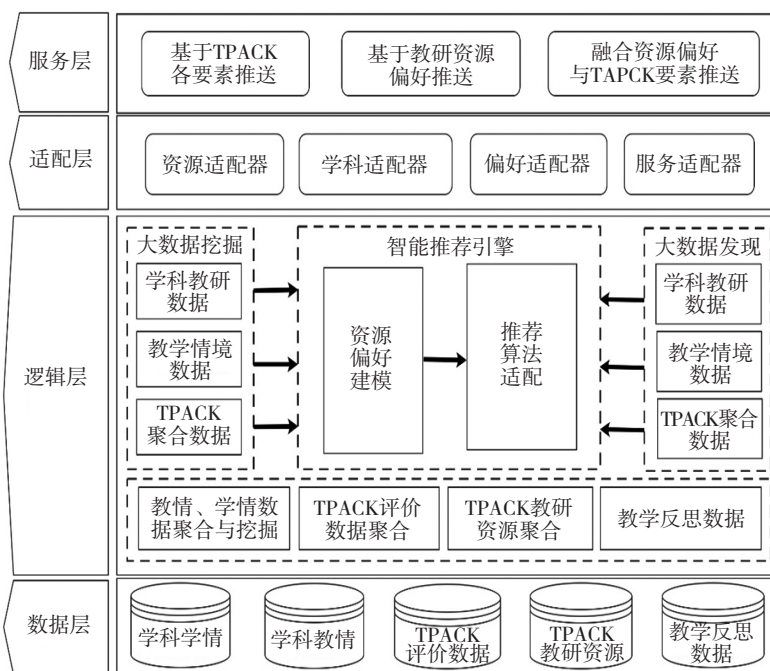 服务层
基于TPACK
各要素推送
基于教研资源
偏好推送
融合资源偏好
与TAPCK要素推送
适配层
资源适配器
学科适配器
偏好适配器
服务适配器
逻辑层
大数据挖掘
学科教研
数据
教学情境
数据
TPACK
聚合数据
智能推荐引擎
资源
偏好
建模
推荐
算法
适配
大数据发现
学科教研
数据
教学情境
数据
TPACK聚合
数据
教情、学情数
据聚合与挖掘
TPACK评价
数据聚合
TPACK教研
资源聚合
教学反思数据
数据层
学科学情
学科教情
TPACK
评价数据
TPACK
教研资源
教学反思
数据